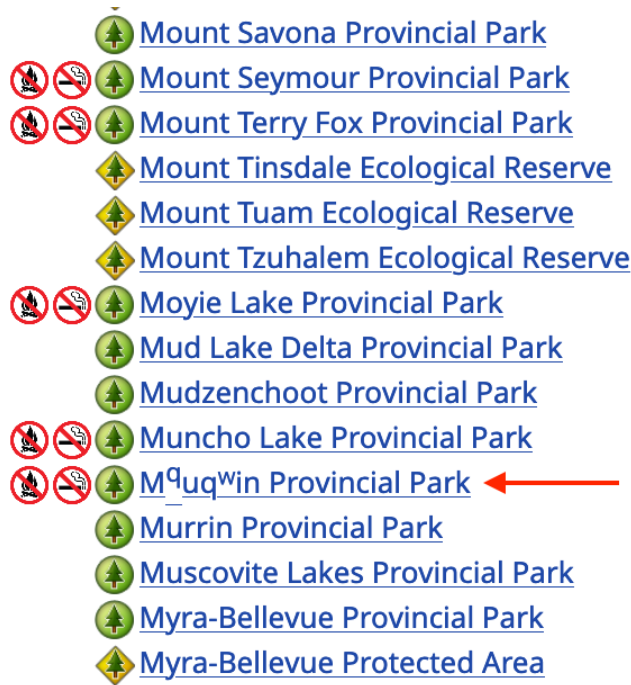 Mount Savona Provincial Park
Mount Seymour Provincial Park
Mount Terry Fox Provincial Park
Mount Tinsdale Ecological Reserve
Mount Tuam Ecological Reserve
Mount Tzuhalem Ecological Reserve
Moyie Lake Provincial Park
Mud Lake Delta Provincial Park
Mudzenchoot Provincial Park
Muncho Lake Provincial Park
M<sup>q</sup>uqʷin Provincial Park
Murrin Provincial Park
Muscovite Lakes Provincial Park
Myra-Bellevue Provincial Park
Myra-Bellevue Protected Area